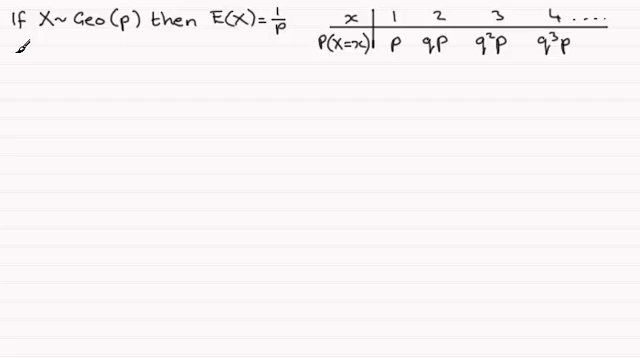 If X~ Geo(p) then E(X)=1/p
x 1 2 3 4 ....
P(X=x) p qp q²p q³p